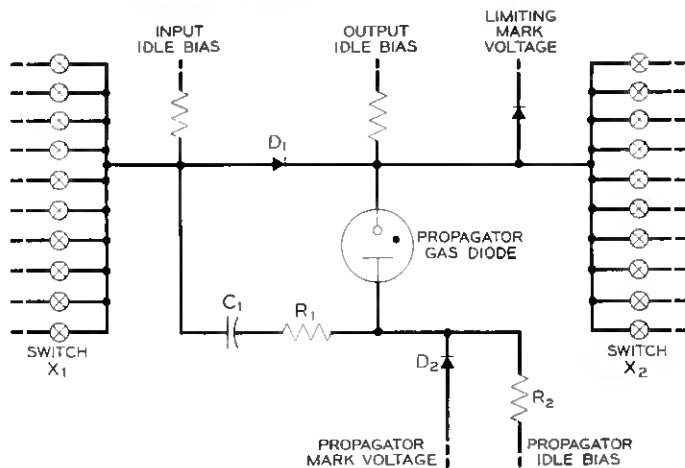 INPUT
IDLE BIAS
OUTPUT
IDLE BIAS
LIMITING
MARK
VOLTAGE
D1
PROPAGATOR
GAS DIODE
C1
R1
SWITCH
X1
D2
R2
SWITCH
X2
PROPAGATOR
MARK VOLTAGE
PROPAGATOR
IDLE BIAS